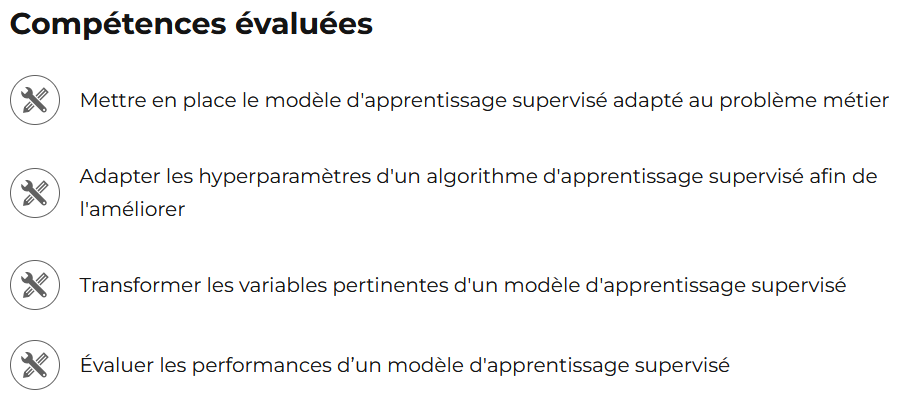 Compétences évaluées
Mettre en place le modèle d'apprentissage supervisé adapté au problème métier
Adapter les hyperparamètres d'un algorithme d'apprentissage supervisé afin de
l'améliorer
Transformer les variables pertinentes d'un modèle d'apprentissage supervisé
Évaluer les performances d’un modèle d'apprentissage supervisé